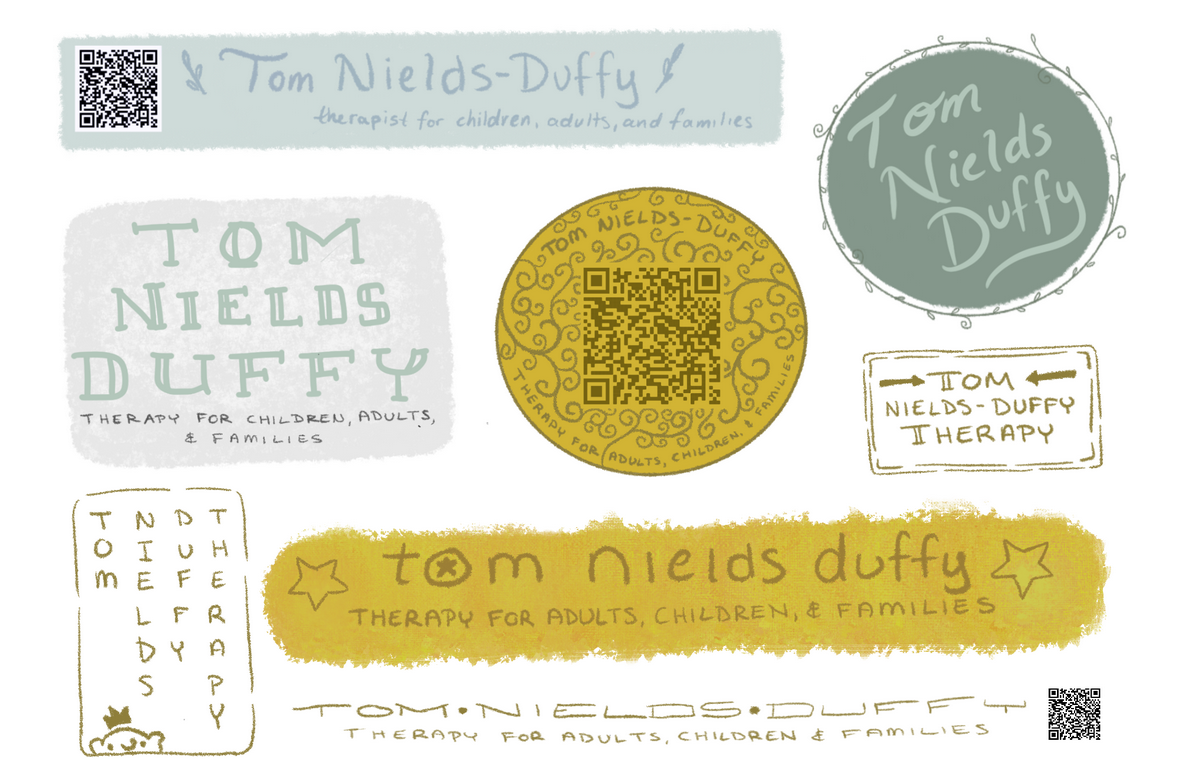 Tom Nields-Duffy
therapist for children, adults, and families
Tom
Nields
Duffy
TOM
NIELDS
DUFFY
THERAPY FOR CHILDREN, ADULTS,
& FAMILIES
TOM NIELDS-DUFFY
THERAPY FOR ADULTS, CHILDREN, & FAMILIES
TOM
NIELDS-DUFFY
THERAPY
TOM
NIELDS
DUFFY
THERAPY
tom nields duffy
THERAPY FOR ADULTS, CHILDREN, & FAMILIES
TOM•NIELDS•DUFFY
THERAPY FOR ADULTS, CHILDREN & FAMILIES